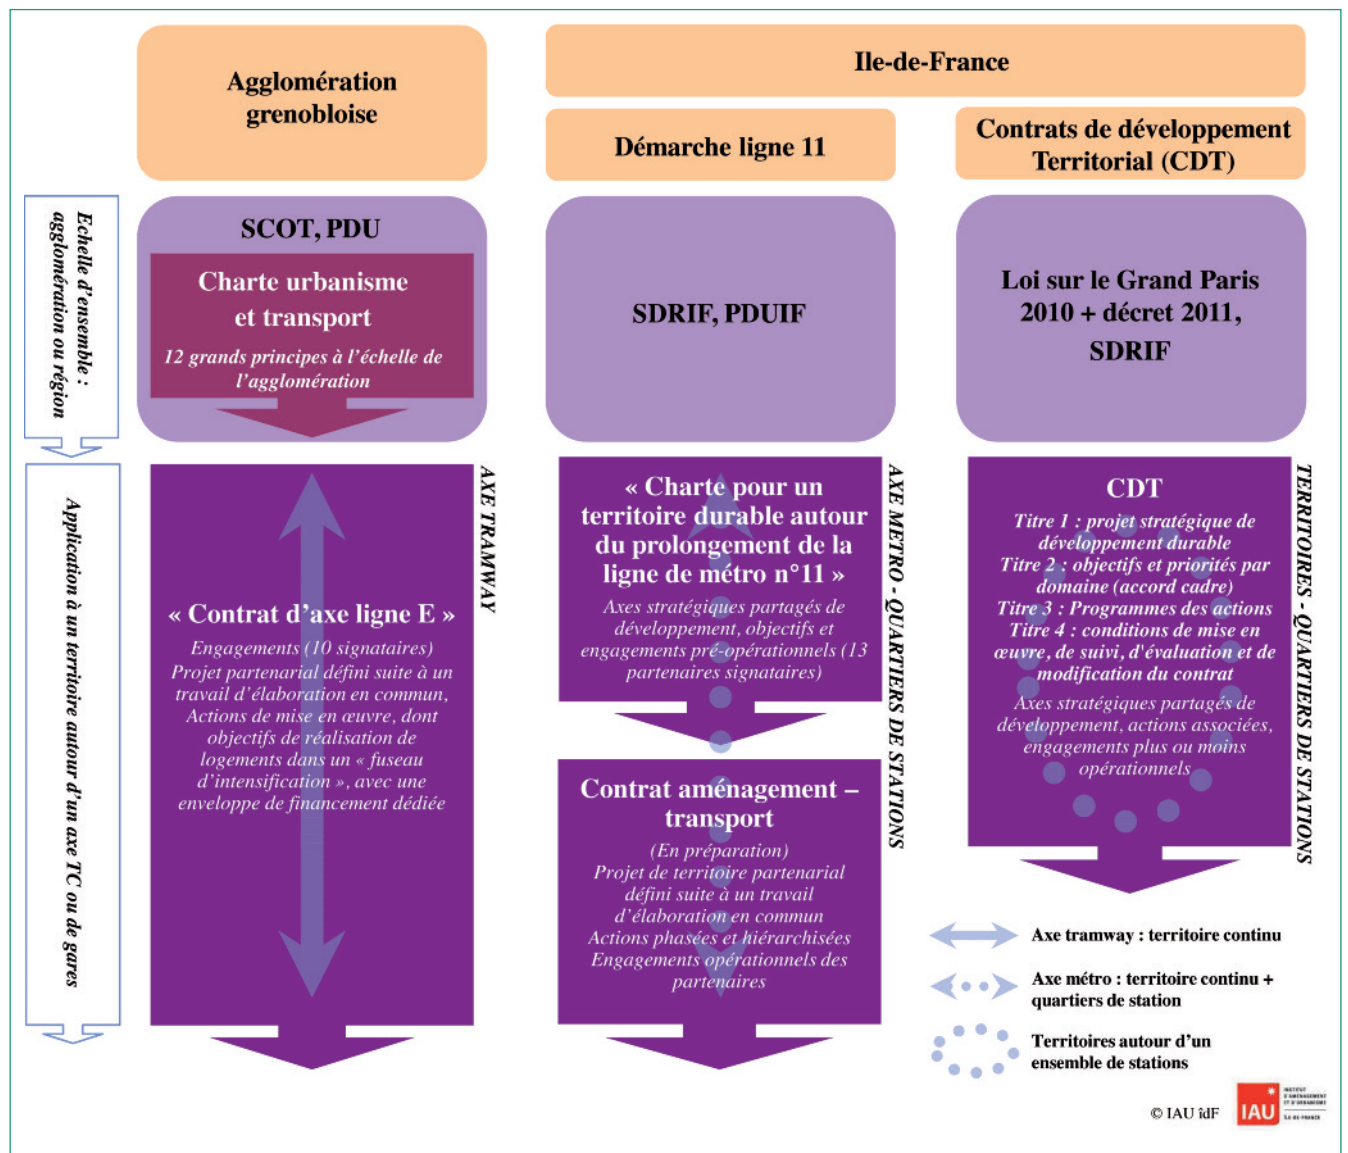 Agglomération
grenobloise
Ile-de-France
Démarche ligne 11
Contrats de développement
Territorial (CDT)
Echelle d'ensemble :
agglomération ou région
SCOT, PDU
Charte urbanisme
et transport
12 grands principes à l'échelle de
l'agglomération
SDRIF, PDUIF
Loi sur le Grand Paris
2010 + décret 2011,
SDRIF
Application à un territoire autour d'un axe TC ou de gares
« Contrat d'axe ligne E »
Engagements (10 signataires)
Projet partenarial défini suite à un
travail d'élaboration en commun,
Actions de mise en œuvre, dont
objectifs de réalisation de
logements dans un « fuseau
d'intensification », avec une
enveloppe de financement dédiée
AXE TRAMWAY
« Charte pour un
territoire durable autour
du prolongement de la
ligne de métro n°11 »
Axes stratégiques partagés de
développement, objectifs et
engagements pré-opérationnels (13
partenaires signataires)
Contrat aménagement –
transport
(En préparation)
Projet de territoire partenarial
défini suite à un travail
d'élaboration en commun
Actions phasées et hiérarchisées
Engagements opérationnels des
partenaires
AXE METRO - QUARTIERS DE STATIONS
CDT
Titre 1 : projet stratégique de
développement durable
Titre 2 : objectifs et priorités par
domaine (accord cadre)
Titre 3 : Programmes des actions
Titre 4 : conditions de mise en
œuvre, de suivi, d'évaluation et de
modification du contrat
Axes stratégiques partagés de
développement, actions associées,
engagements plus ou moins
opérationnels
TERRITOIRES - QUARTIERS DE STATIONS
Axe tramway : territoire continu
Axe métro : territoire continu +
quartiers de station
Territoires autour d'un
ensemble de stations
© IAU îdF
IAU
INSTITUT
D'AMÉNAGEMENT
ET D'URBANISME
ÎLE-DE-FRANCE